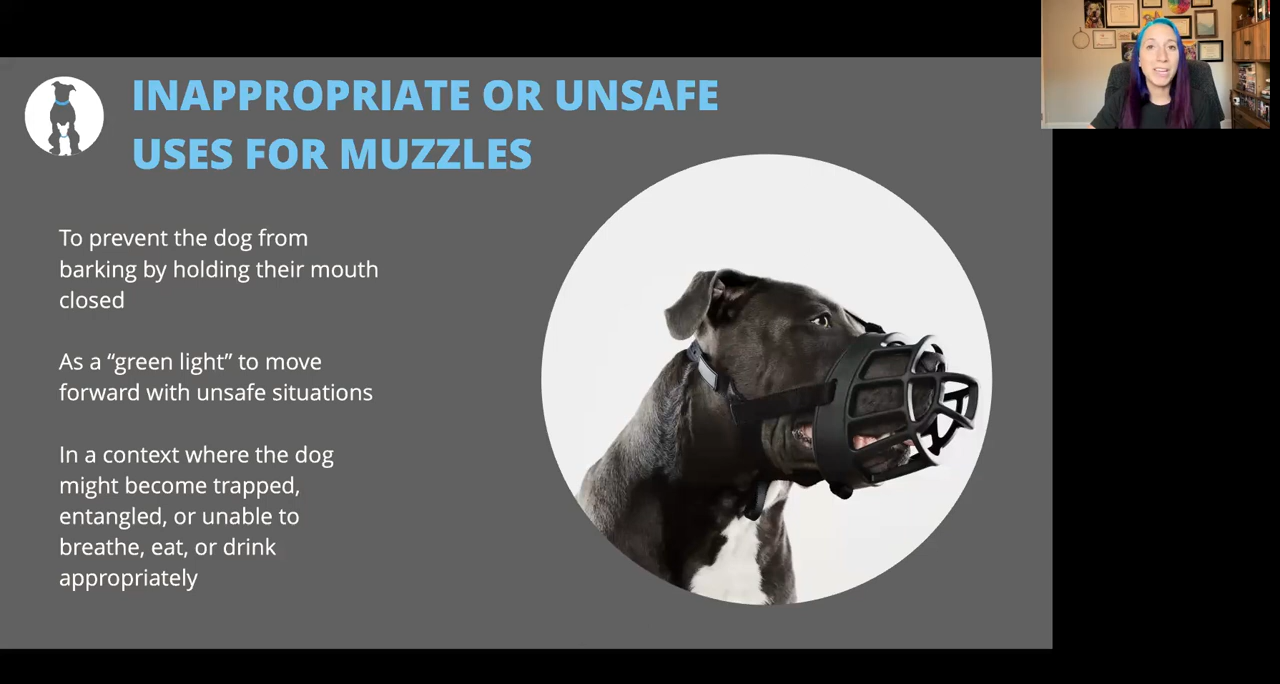 INAPPROPRIATE OR UNSAFE
USES FOR MUZZLES
To prevent the dog from
barking by holding their mouth
closed
As a “green light” to move
forward with unsafe situations
In a context where the dog
might become trapped,
entangled, or unable to
breathe, eat, or drink
appropriately